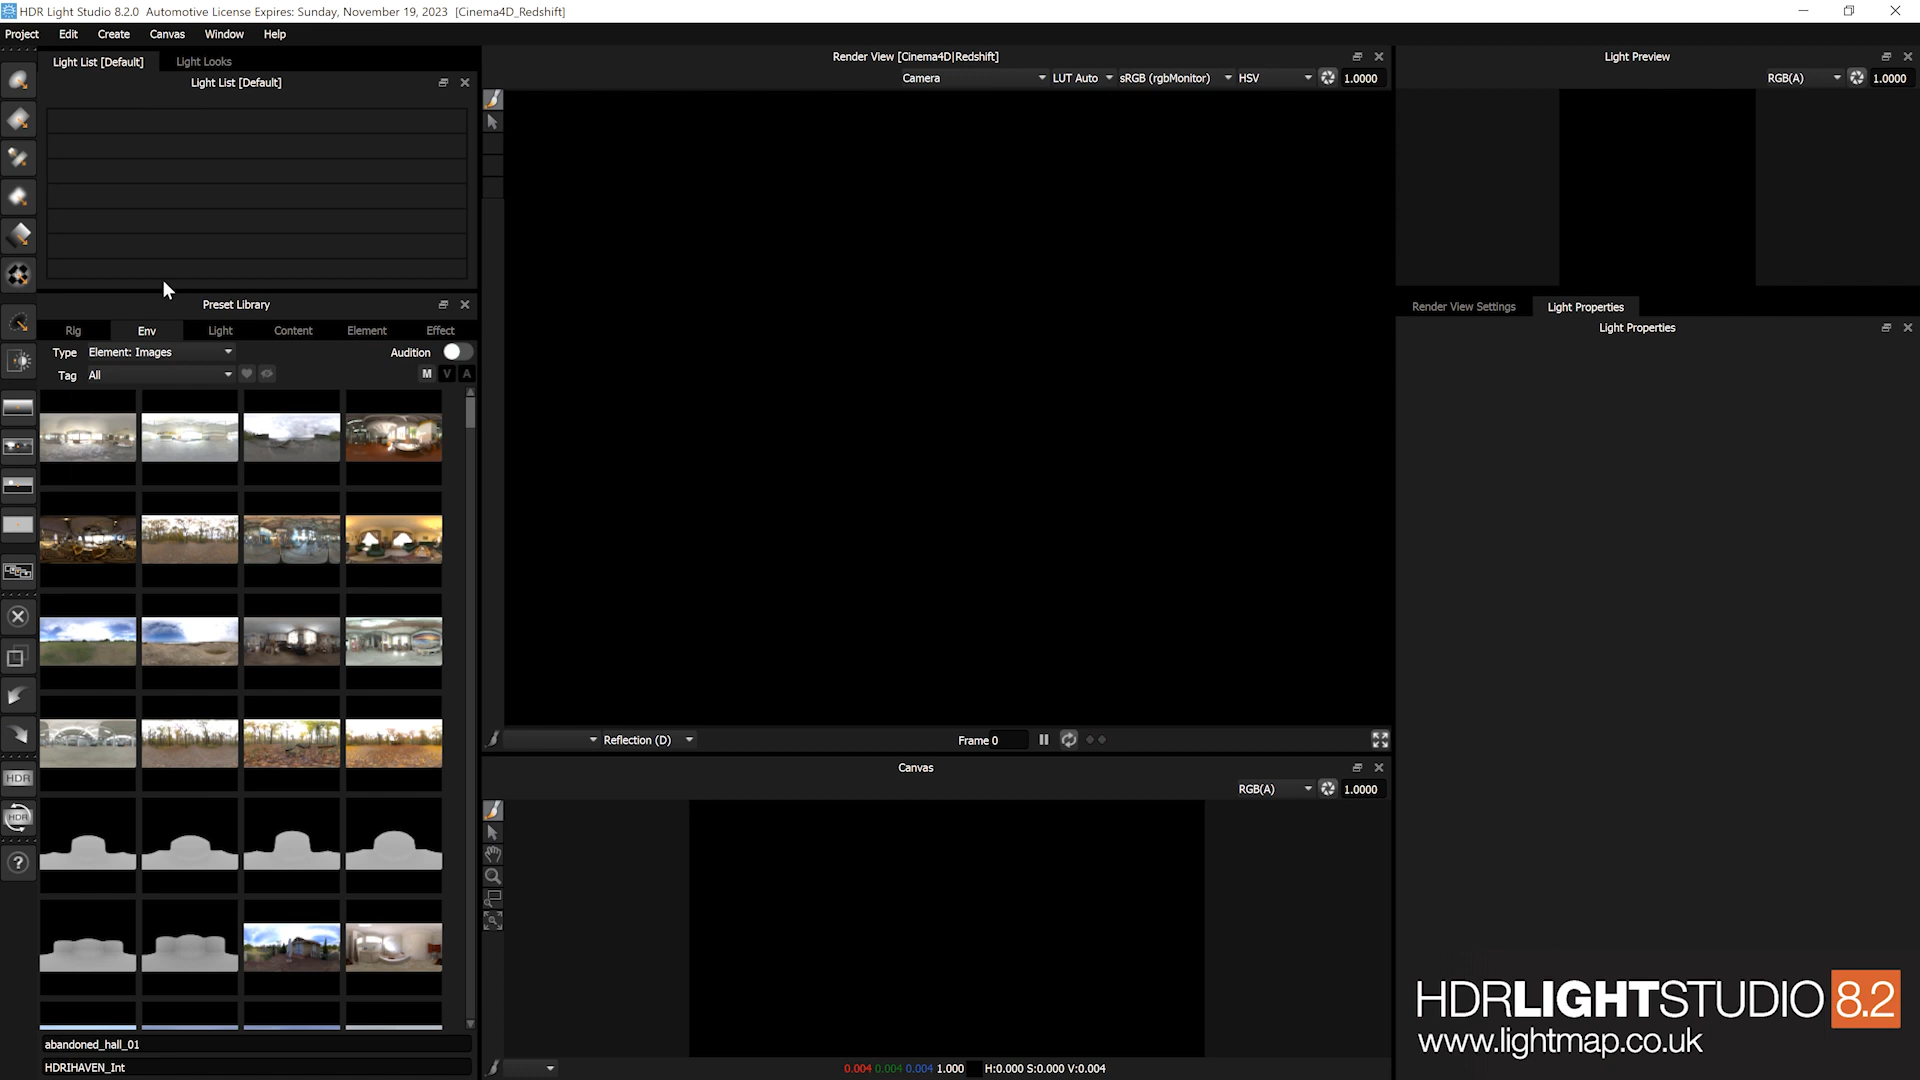 HDR Light Studio 8.2.0  Automotive License Expires: Sunday, November 19, 2023  [Cinema4D_Redshift]
Project Edit Create Canvas Window Help
Light List [Default] Light Looks
Light List [Default]
Render View [Cinema4D|Redshift]
Camera LUT Auto sRGB (rgbMonitor) HSV 1.0000
Light Preview
RGB(A) 1.0000
Preset Library
Rig Env Light Content Element Effect
Type Element: Images Audition
Tag All M V A
Render View Settings Light Properties
Light Properties
HDR
HDR
?
Reflection (D) Frame 0
Canvas
RGB(A) 1.0000
abandoned_hall_01
HDRIHAVEN_Int
0.004 0.004 0.004 1.000 H:0.000 S:0.000 V:0.004
HDRLIGHTSTUDIO 8.2
www.lightmap.co.uk